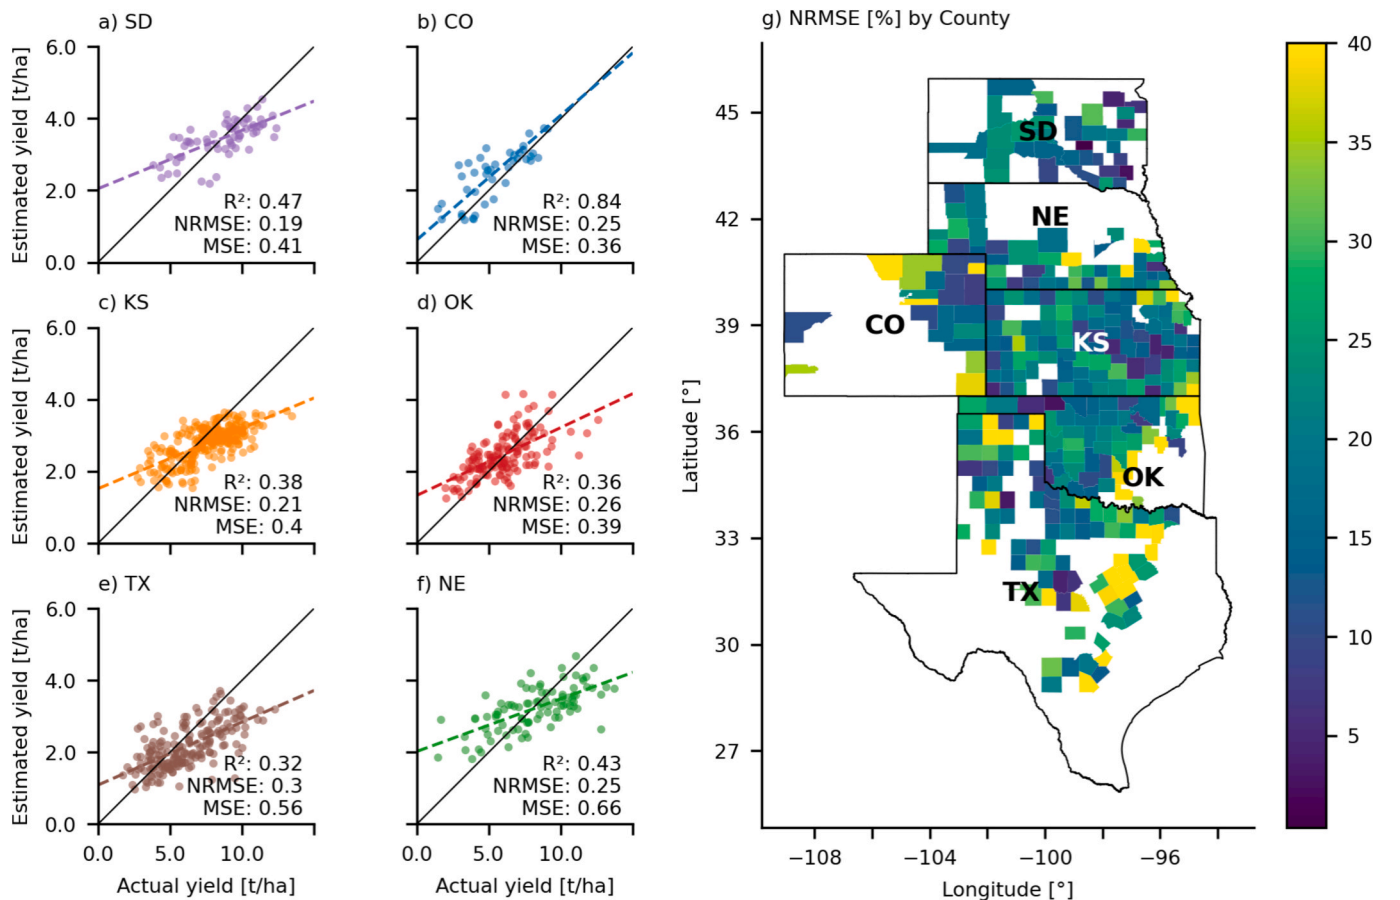 a) SD
6.0
4.0
2.0
0.0
Estimated yield [t/ha]
R²: 0.47
NRMSE: 0.19
MSE: 0.41
b) CO
R²: 0.84
NRMSE: 0.25
MSE: 0.36
c) KS
6.0
4.0
2.0
0.0
Estimated yield [t/ha]
R²: 0.38
NRMSE: 0.21
MSE: 0.4
d) OK
R²: 0.36
NRMSE: 0.26
MSE: 0.39
e) TX
6.0
4.0
2.0
0.0
Estimated yield [t/ha]
R²: 0.32
NRMSE: 0.3
MSE: 0.56
0.0 5.0 10.0
Actual yield [t/ha]
f) NE
R²: 0.43
NRMSE: 0.25
MSE: 0.66
0.0 5.0 10.0
Actual yield [t/ha]
g) NRMSE [%] by County
45
42
39
36
33
30
27
Latitude [°]
SD
NE
CO
KS
OK
TX
−108 −104 −100 −96
Longitude [°]
40
35
30
25
20
15
10
5